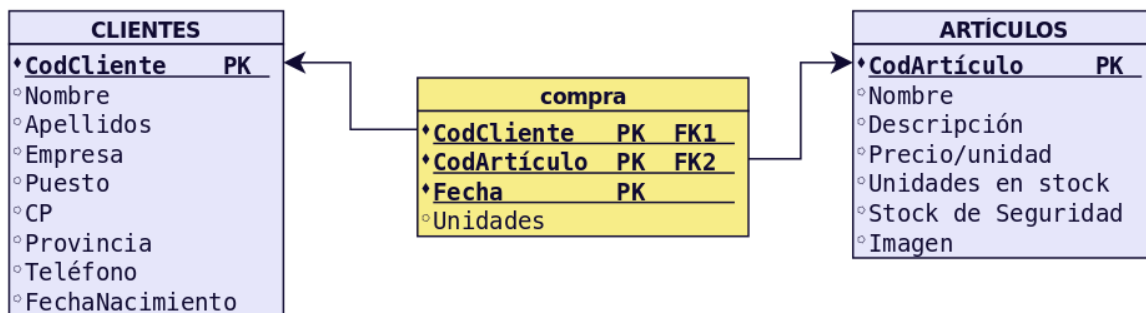 CLIENTES
CodCliente PK
Nombre
Apellidos
Empresa
Puesto
CP
Provincia
Teléfono
FechaNacimiento
compra
CodCliente PK FK1
CodArtículo PK FK2
Fecha PK
Unidades
ARTÍCULOS
CodArtículo PK
Nombre
Descripción
Precio/unidad
Unidades en stock
Stock de Seguridad
Imagen